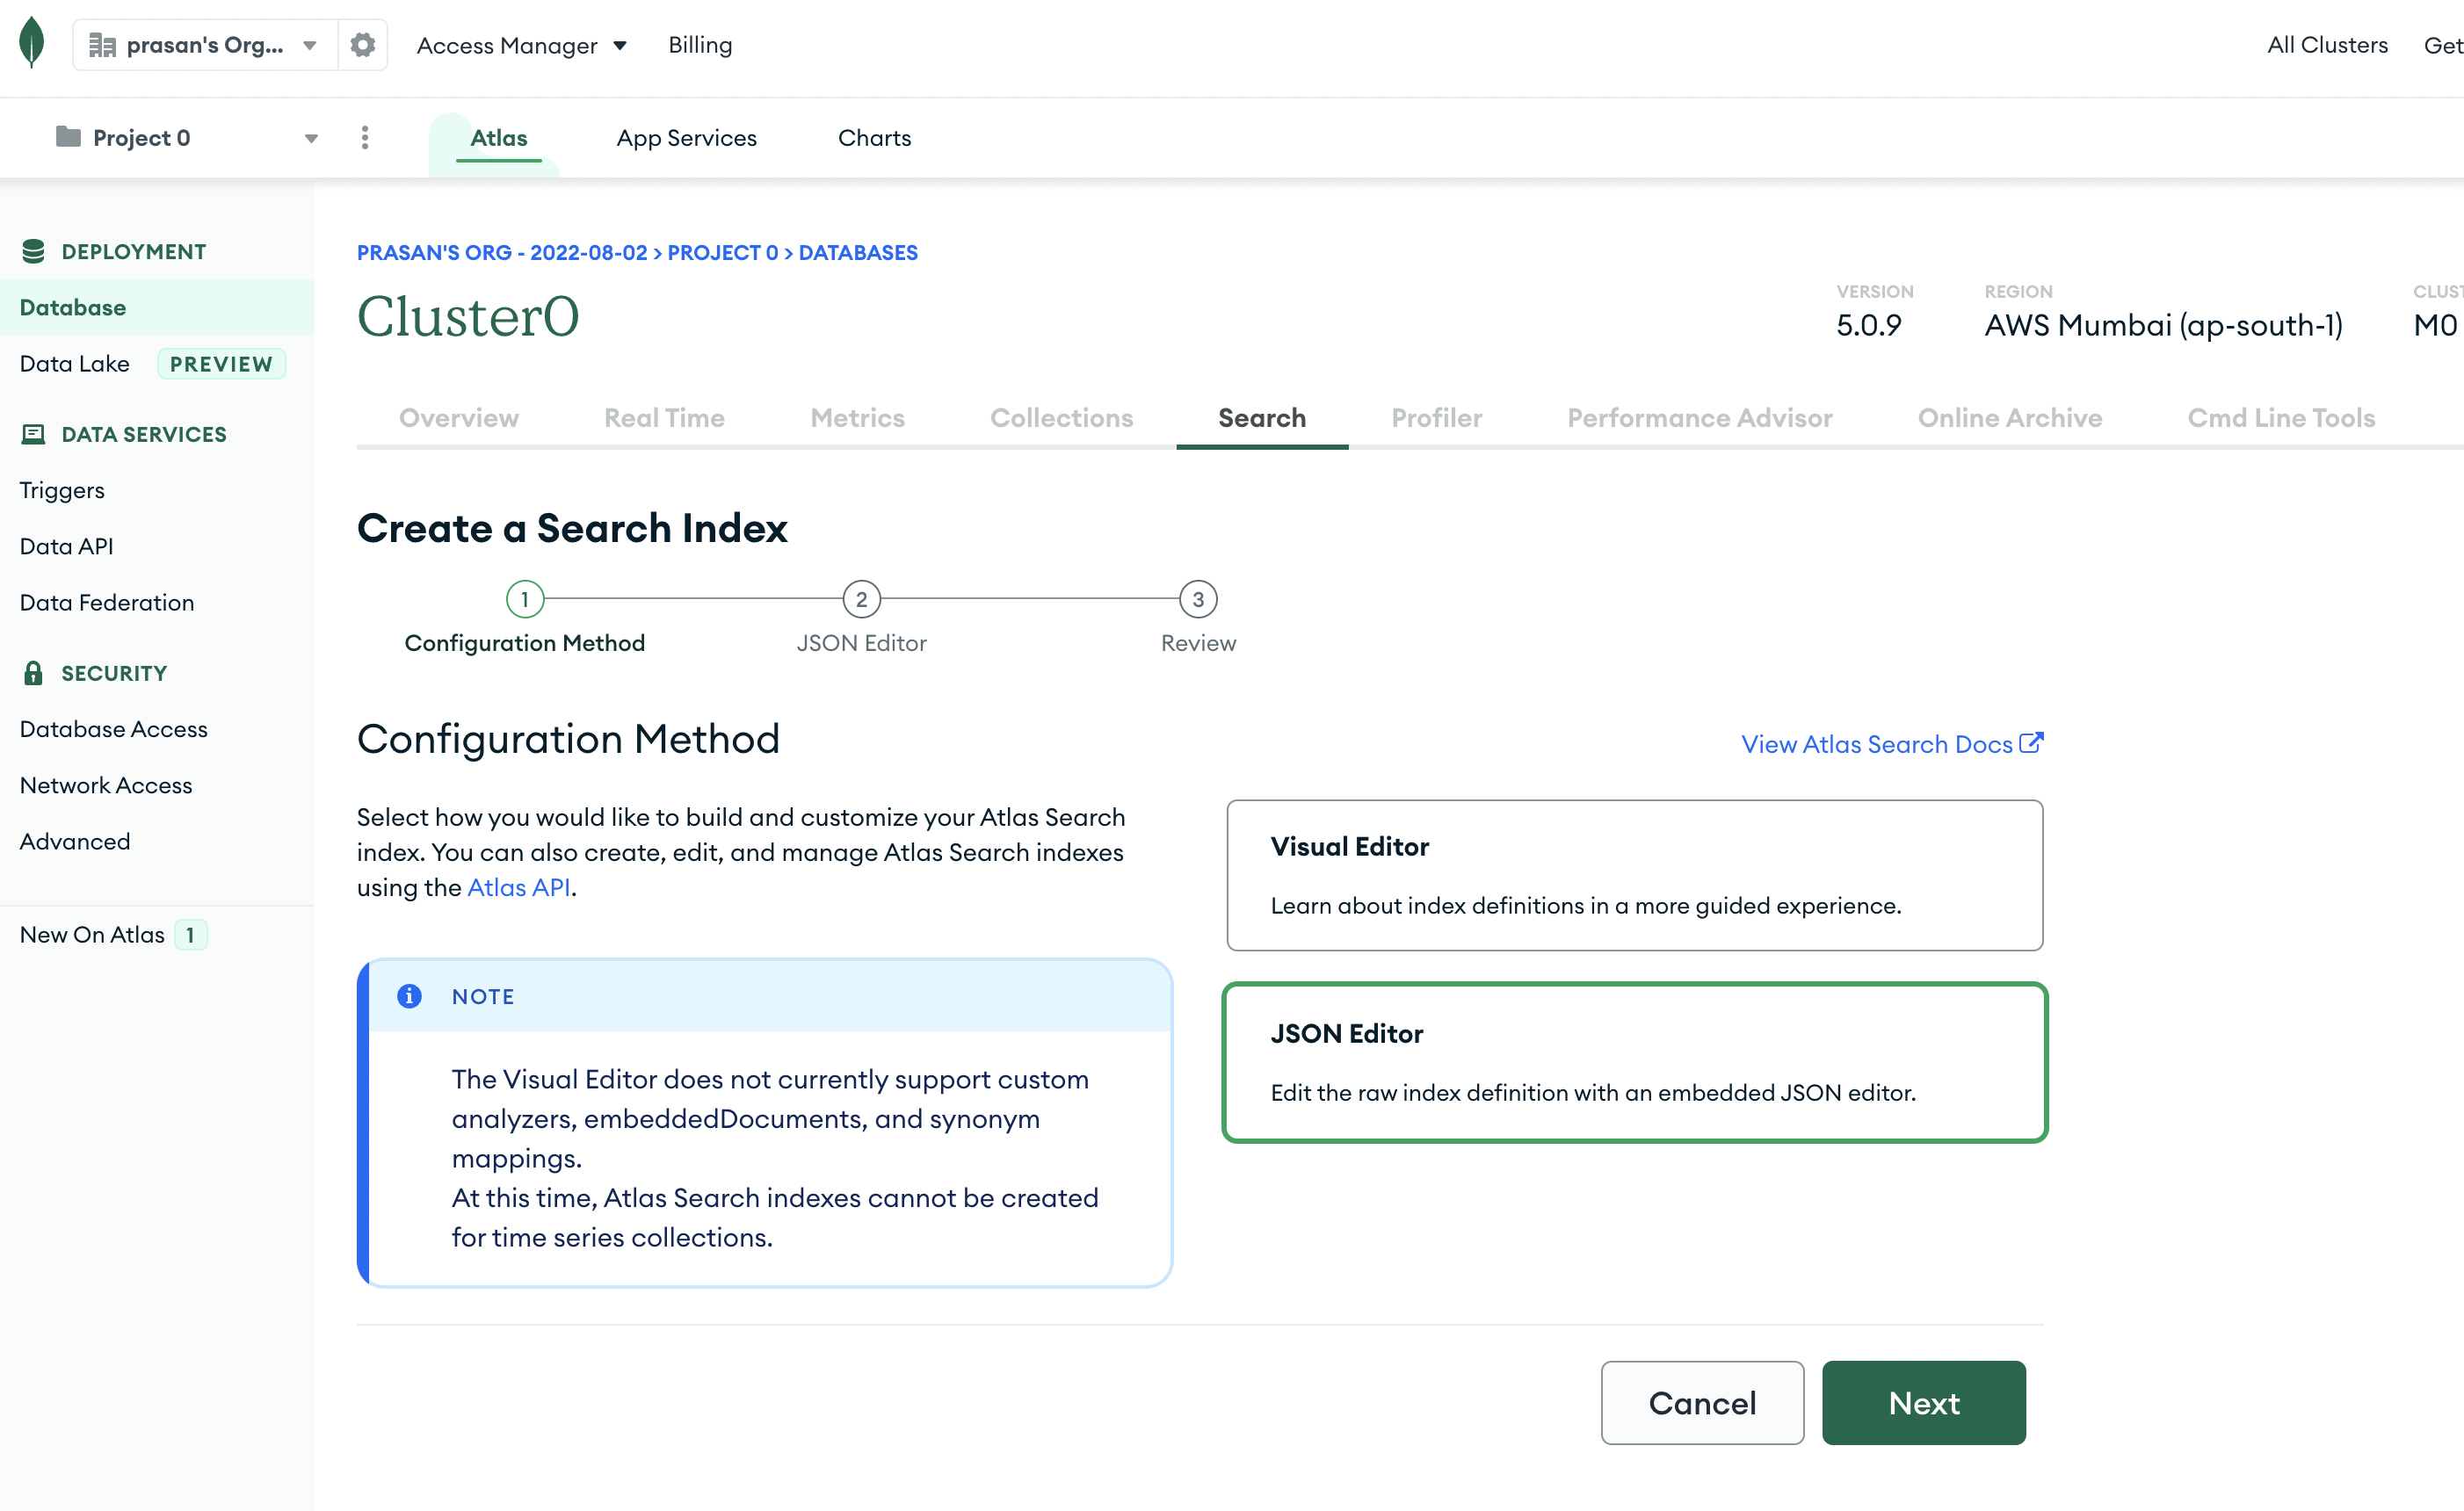 prasan's Org... Access Manager Billing All Clusters Get
Project 0 Atlas App Services Charts
DEPLOYMENT
Database
Data Lake PREVIEW
DATA SERVICES
Triggers
Data API
Data Federation
SECURITY
Database Access
Network Access
Advanced
New On Atlas 1
PRASAN'S ORG - 2022-08-02 > PROJECT 0 > DATABASES
Cluster0
VERSION
5.0.9
REGION
AWS Mumbai (ap-south-1)
CLUST
M0
Overview Real Time Metrics Collections Search Profiler Performance Advisor Online Archive Cmd Line Tools
Create a Search Index
1 2 3
Configuration Method JSON Editor Review
Configuration Method
View Atlas Search Docs
Select how you would like to build and customize your Atlas Search
index. You can also create, edit, and manage Atlas Search indexes
using the Atlas API.
NOTE
The Visual Editor does not currently support custom
analyzers, embeddedDocuments, and synonym
mappings.
At this time, Atlas Search indexes cannot be created
for time series collections.
Visual Editor
Learn about index definitions in a more guided experience.
JSON Editor
Edit the raw index definition with an embedded JSON editor.
Cancel Next